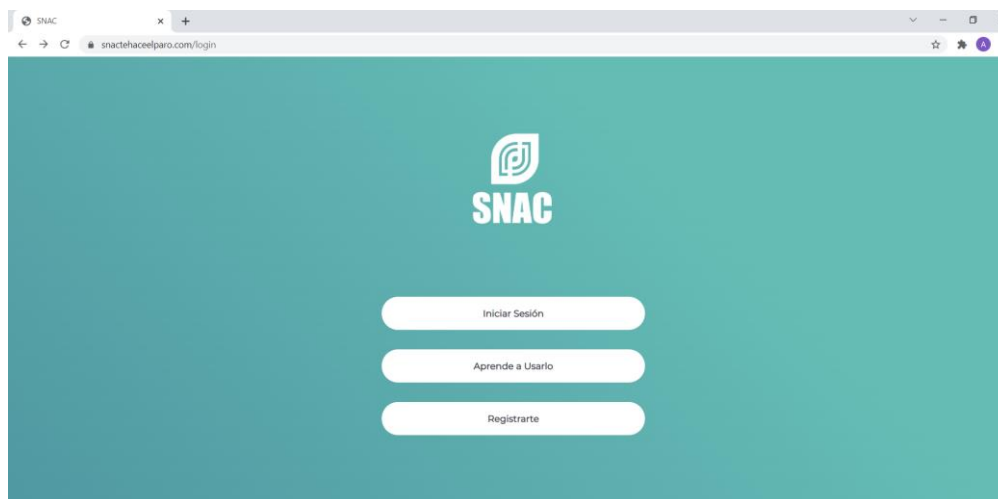 SNAC
snactehaceelparo.com/login
A
SNAC
Iniciar Sesión
Aprende a Usarlo
Registrarte